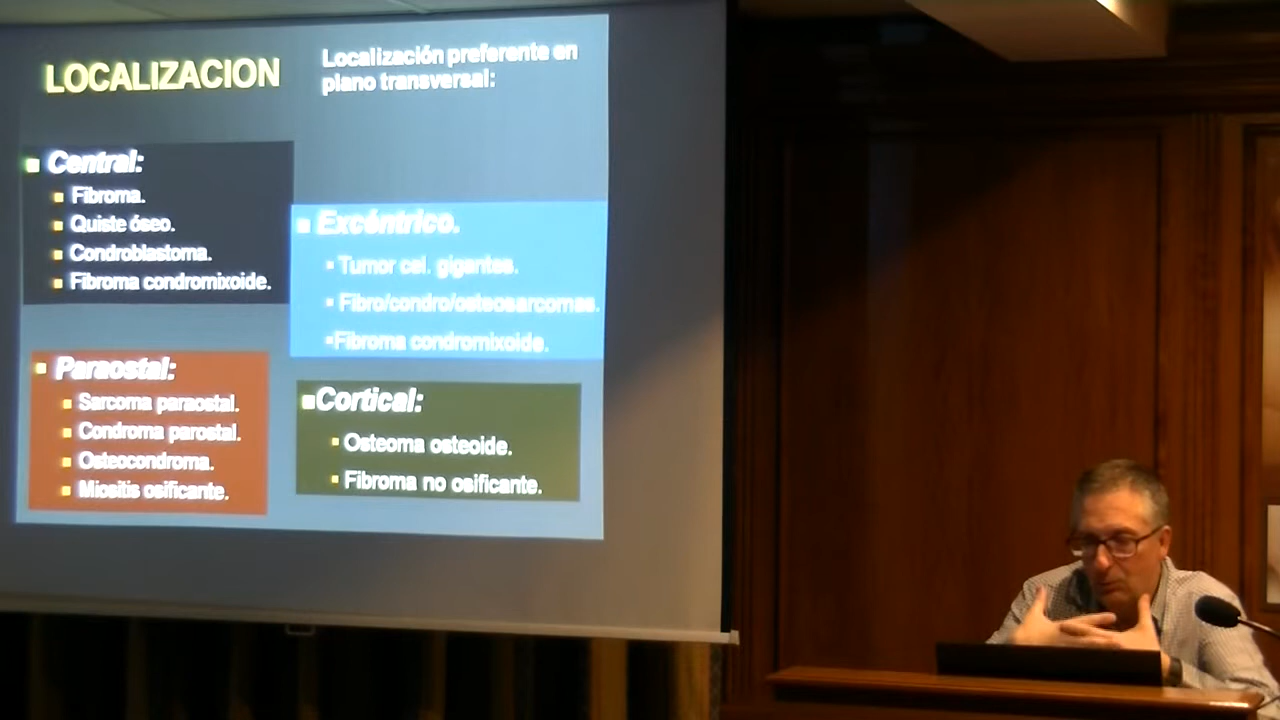 LOCALIZACION
Localización preferente en
plano transversal:
Central:
Fibroma.
Quiste óseo.
Condroblastoma.
Fibroma condromixoide.
Excéntrico.
Tumor cel. gigantes.
Fibro/condro/osteosarcomas.
Fibroma condromixoide.
Paraostal:
Sarcoma paraostal.
Condroma parostal.
Osteocondroma.
Miositis osificante.
Cortical:
Osteoma osteoide.
Fibroma no osificante.